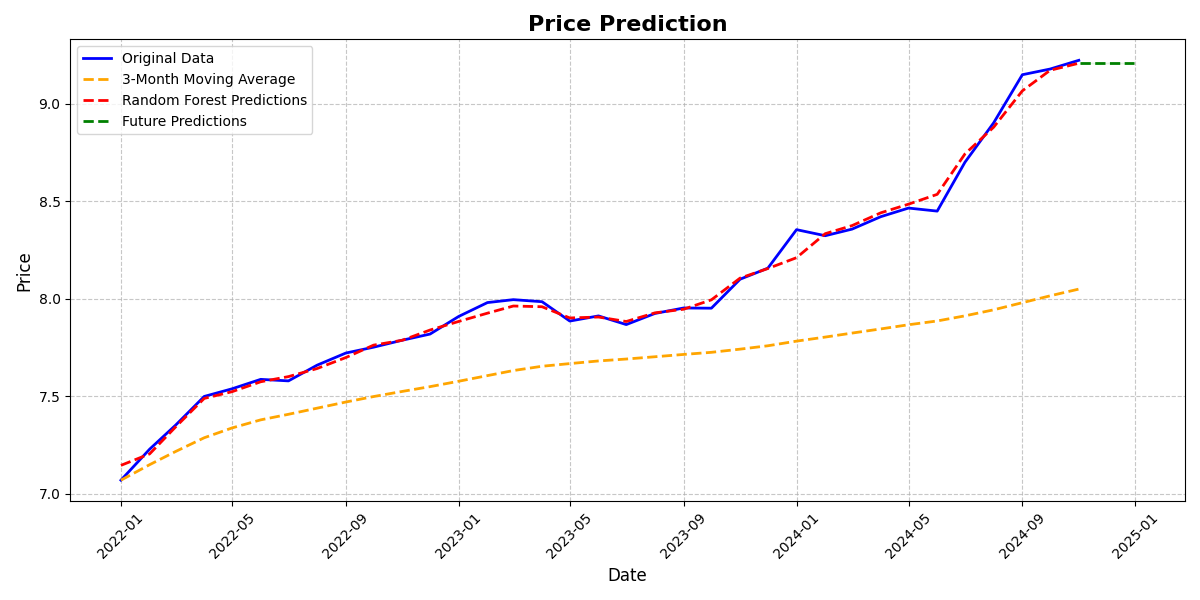 Price Prediction
Original Data
3-Month Moving Average
Random Forest Predictions
Future Predictions
Price
9.0
8.5
8.0
7.5
7.0
2022-01
2022-05
2022-09
2023-01
2023-05
2023-09
2024-01
2024-05
2024-09
2025-01
Date